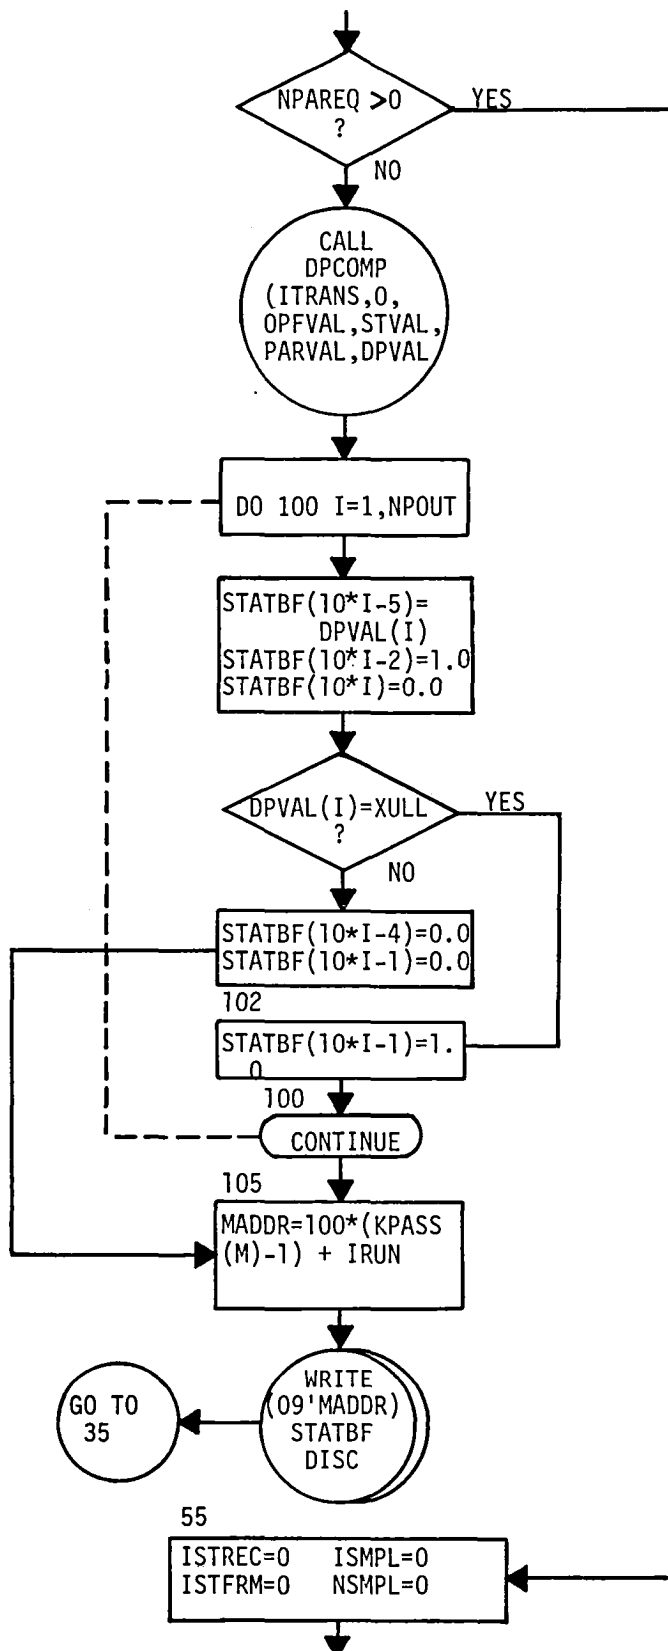 NPAREQ >0
?
YES
NO
CALL
DPCOMP
(ITRANS,0,
OPFVAL,STVAL,
PARVAL,DPVAL
DO 100 I=1,NPOUT
STATBF(10*I-5)=
DPVAL(I)
STATBF(10*I-2)=1.0
STATBF(10*I)=0.0
DPVAL(I)=XULL
?
YES
NO
STATBF(10*I-4)=0.0
STATBF(10*I-1)=0.0
102
STATBF(10*I-1)=1.
0
100
CONTINUE
105
MADDR=100*(KPASS
(M)-1) + IRUN
WRITE
(09'MADDR)
STATBF
DISC
GO TO
35
55
ISTREC=0 ISMPL=0
ISTFRM=0 NSMPL=0